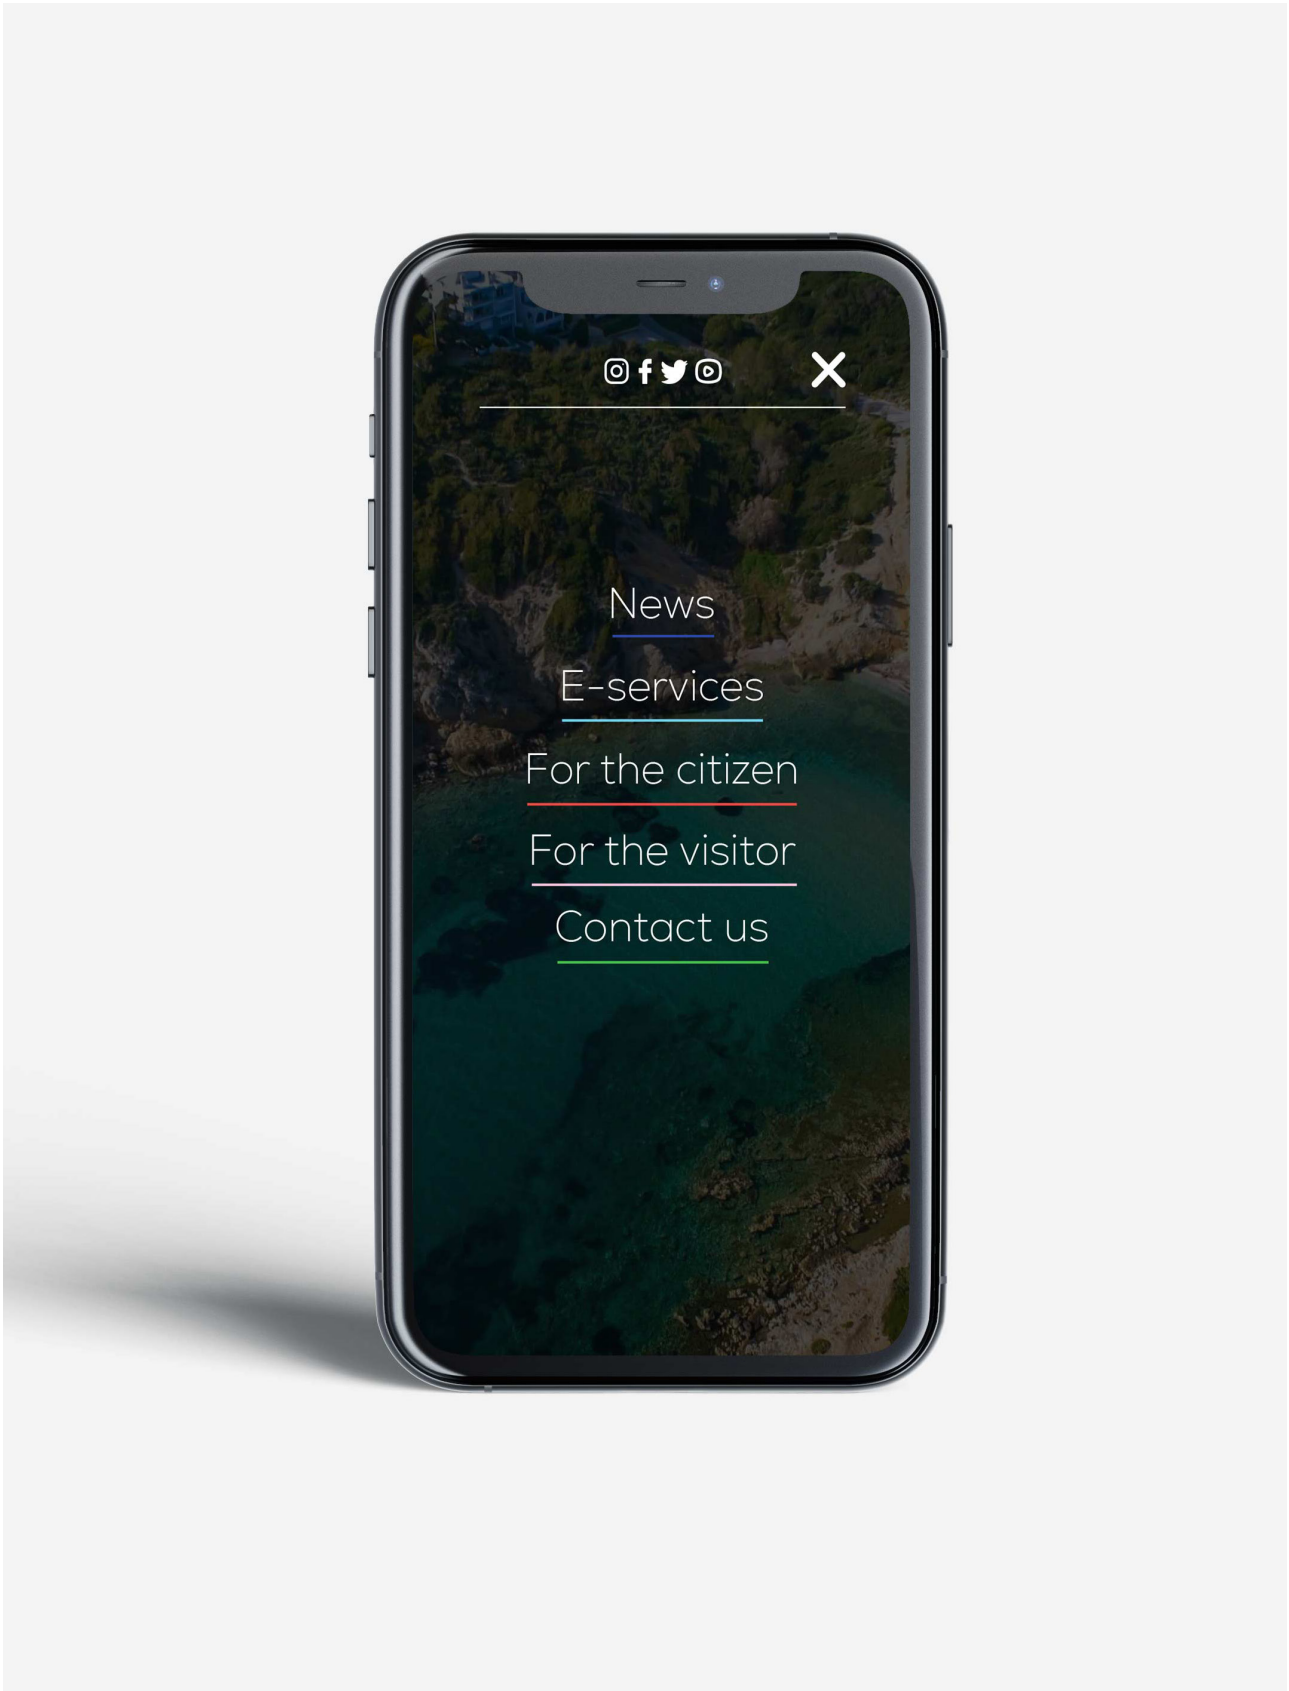 News
E-services
For the citizen
For the visitor
Contact us